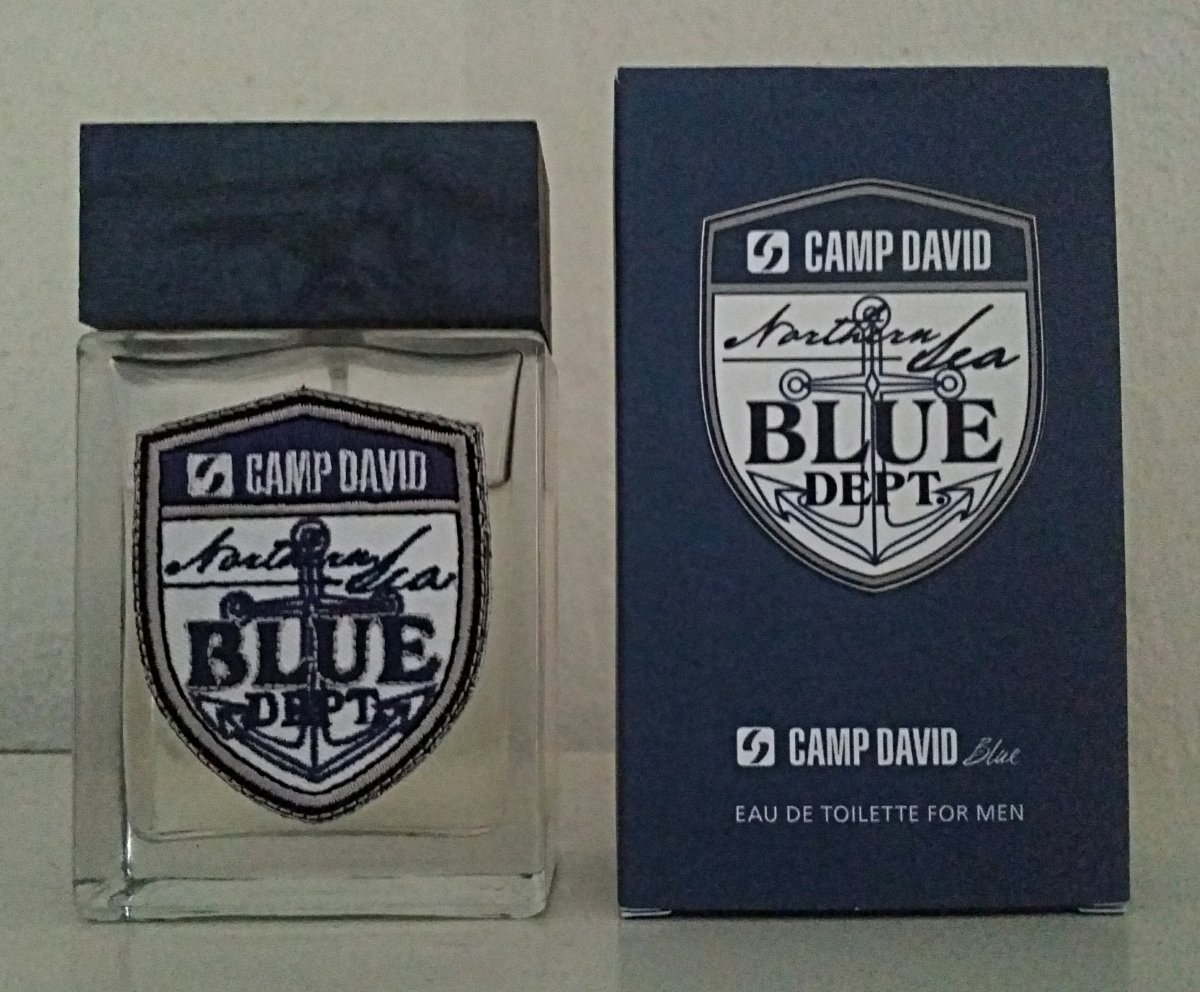 CAMP DAVID
Northern Sea
BLUE
DEPT.
CAMP DAVID
Northern Sea
BLUE
DEPT.
CAMP DAVID Blue
EAU DE TOILETTE FOR MEN